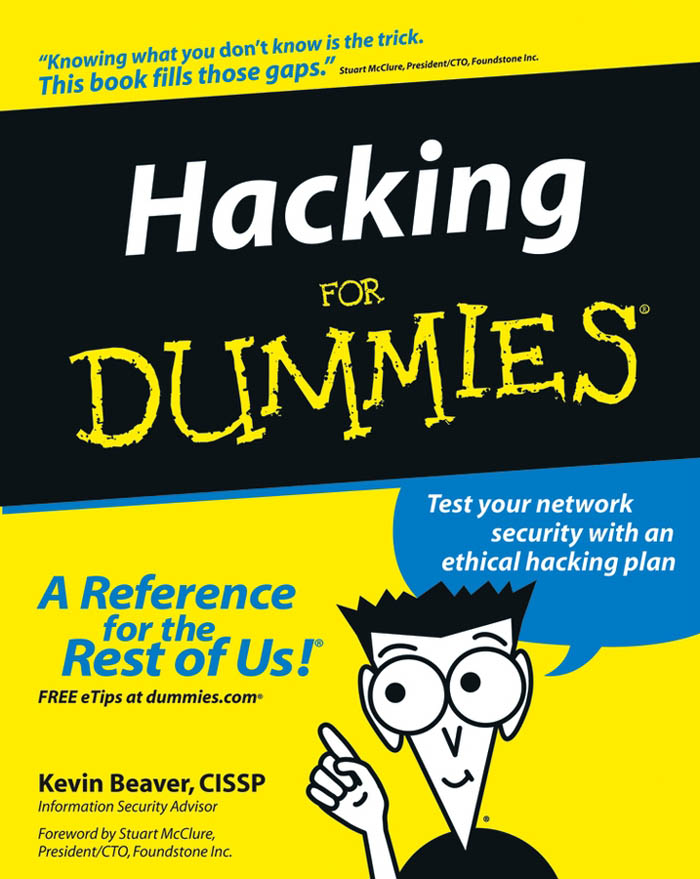 “Knowing what you don’t know is the trick.
This book fills those gaps.” Stuart McClure, President/CTO, Foundstone Inc.
Hacking
FOR
DUMMIES®
Test your network
security with an
ethical hacking plan
A Reference
for the
Rest of Us!®
FREE eTips at dummies.com®
Kevin Beaver, CISSP
Information Security Advisor
Foreword by Stuart McClure,
President/CTO, Foundstone Inc.
®